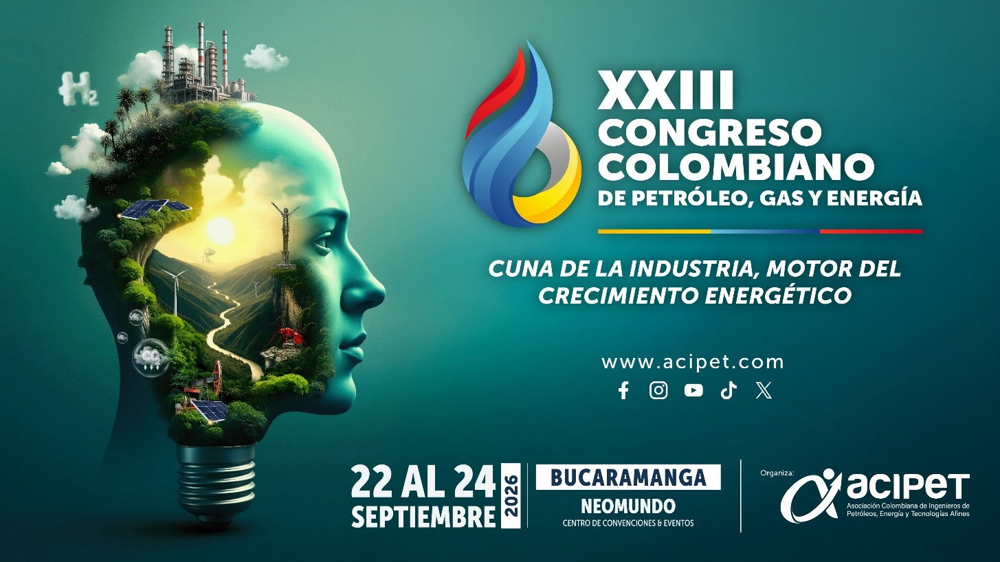 H2
CO2
XXIII
CONGRESO
COLOMBIANO
DE PETRÓLEO, GAS Y ENERGÍA
CUNA DE LA INDUSTRIA, MOTOR DEL
CRECIMIENTO ENERGÉTICO
www.acipet.com
22 AL 24
SEPTIEMBRE
2026
BUCARAMANGA
NEOMUNDO
CENTRO DE CONVENCIONES & EVENTOS
Organiza:
acipet
Asociación Colombiana de Ingenieros de
Petróleos, Energía y Tecnologías Afines